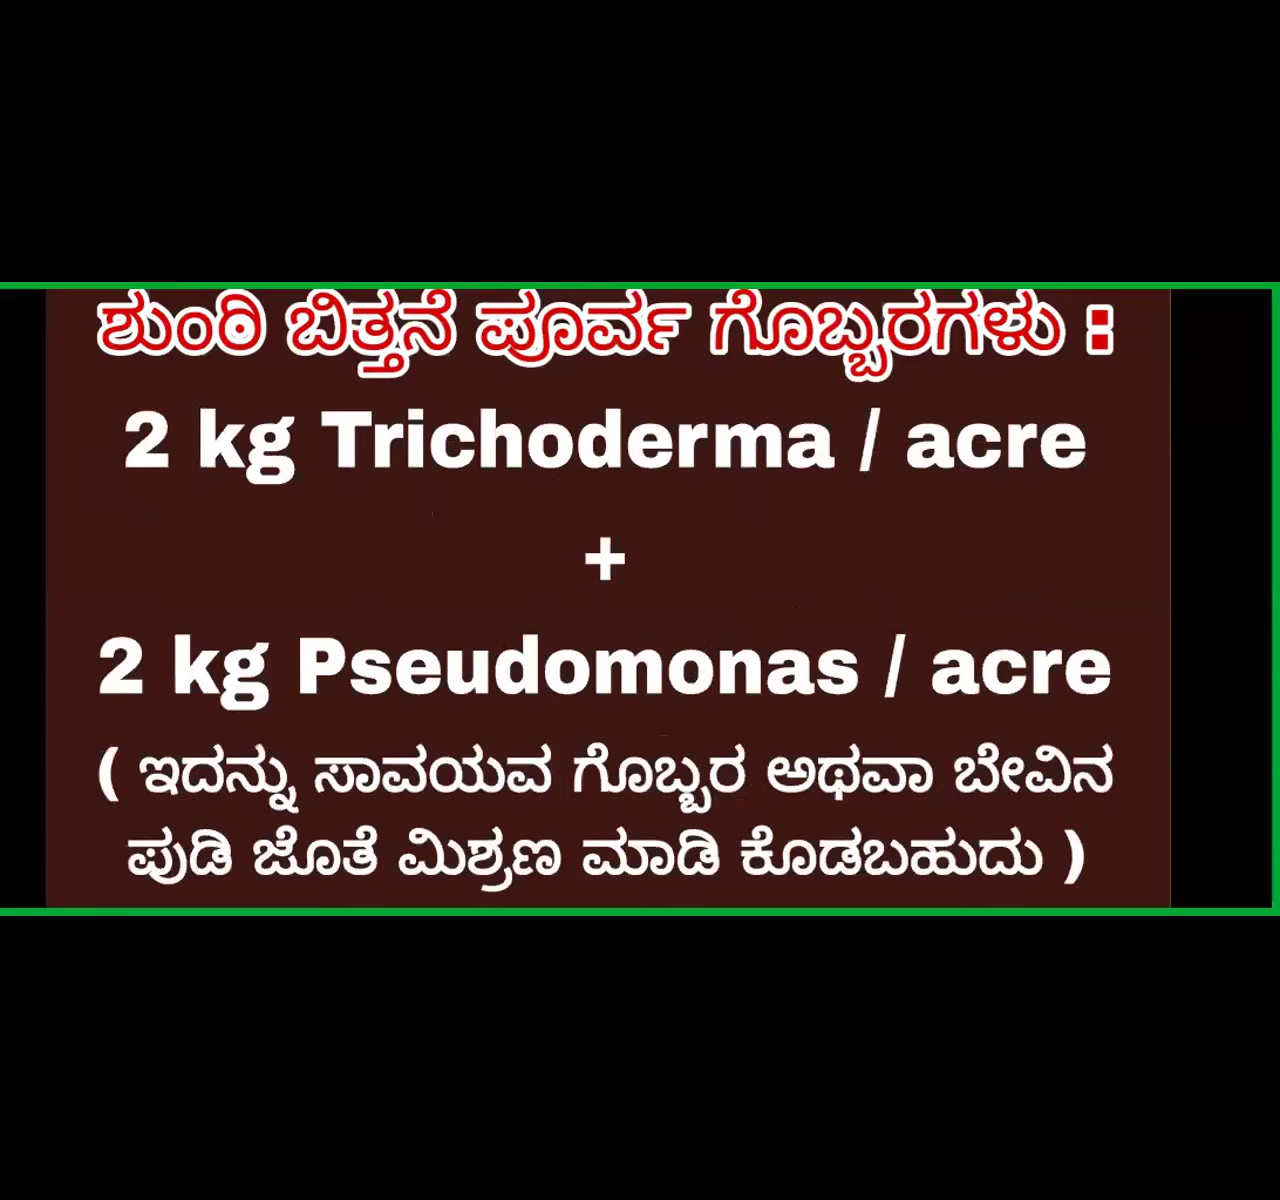 ಶುಂಠಿ ಬಿತ್ತನೆ ಪೂರ್ವ ಗೊಬ್ಬರಗಳು :
2 kg Trichoderma / acre
+
2 kg Pseudomonas / acre
( ಇದನ್ನು ಸಾವಯವ ಗೊಬ್ಬರ ಅಥವಾ ಬೇವಿನ
ಪುಡಿ ಜೊತೆ ಮಿಶ್ರಣ ಮಾಡಿ ಕೊಡಬಹುದು )